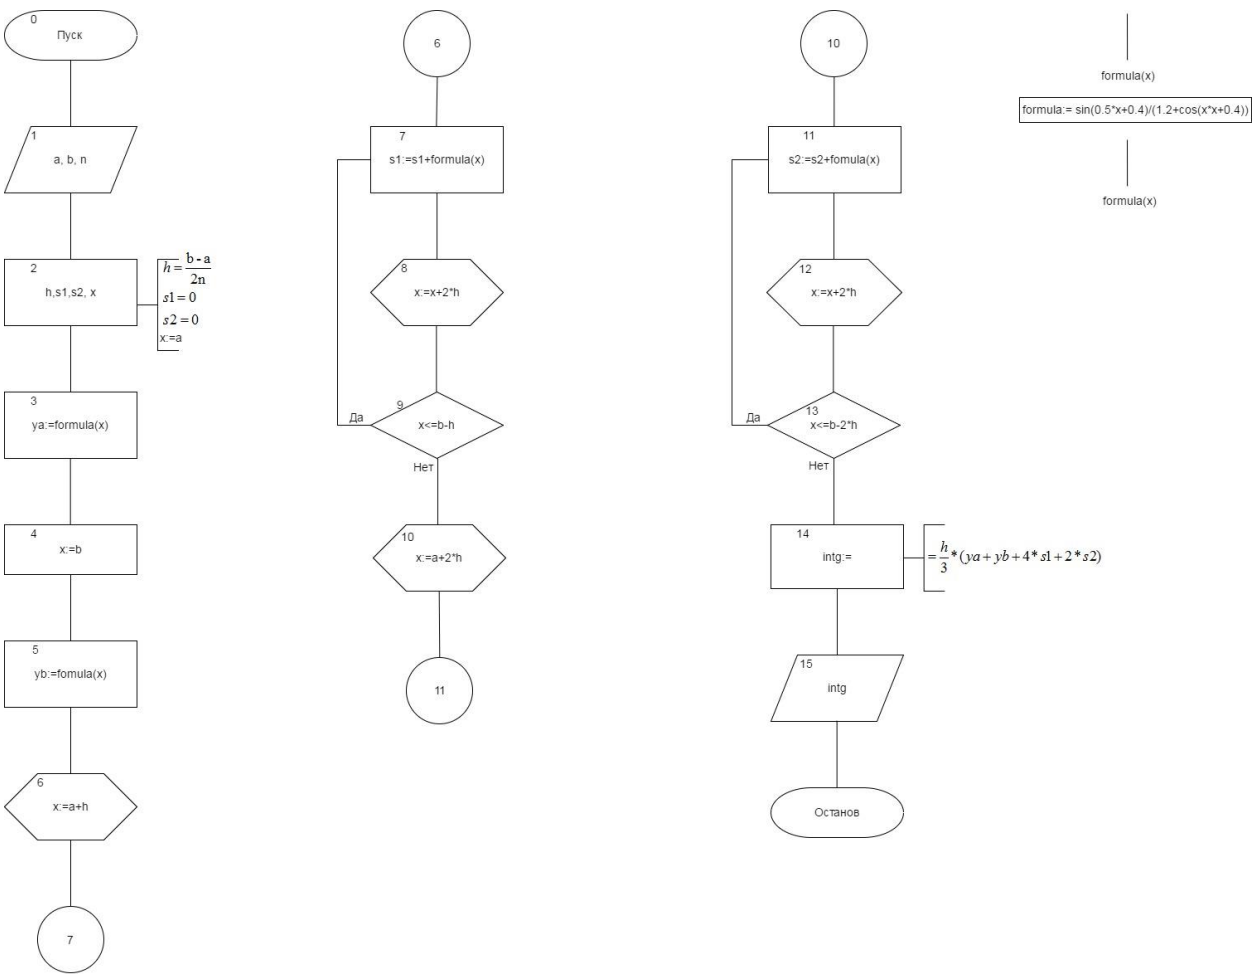 0
Пуск
1
a, b, n
2
h,s1,s2, x
h = b - a / 2n
s1 = 0
s2 = 0
x:=a
3
ya:=formula(x)
4
x:=b
5
yb:=fomula(x)
6
x:=a+h
7
6
7
s1:=s1+formula(x)
8
x:=x+2*h
9
x<=b-h
Да
Нет
10
x:=a+2*h
11
10
11
s2:=s2+fomula(x)
12
x:=x+2*h
13
x<=b-2*h
Да
Нет
14
intg:=
= h/3 *(ya + yb + 4* s1 + 2* s2)
15
intg
Останов
formula(x)
formula:= sin(0.5*x+0.4)/(1.2+cos(x*x+0.4))
formula(x)